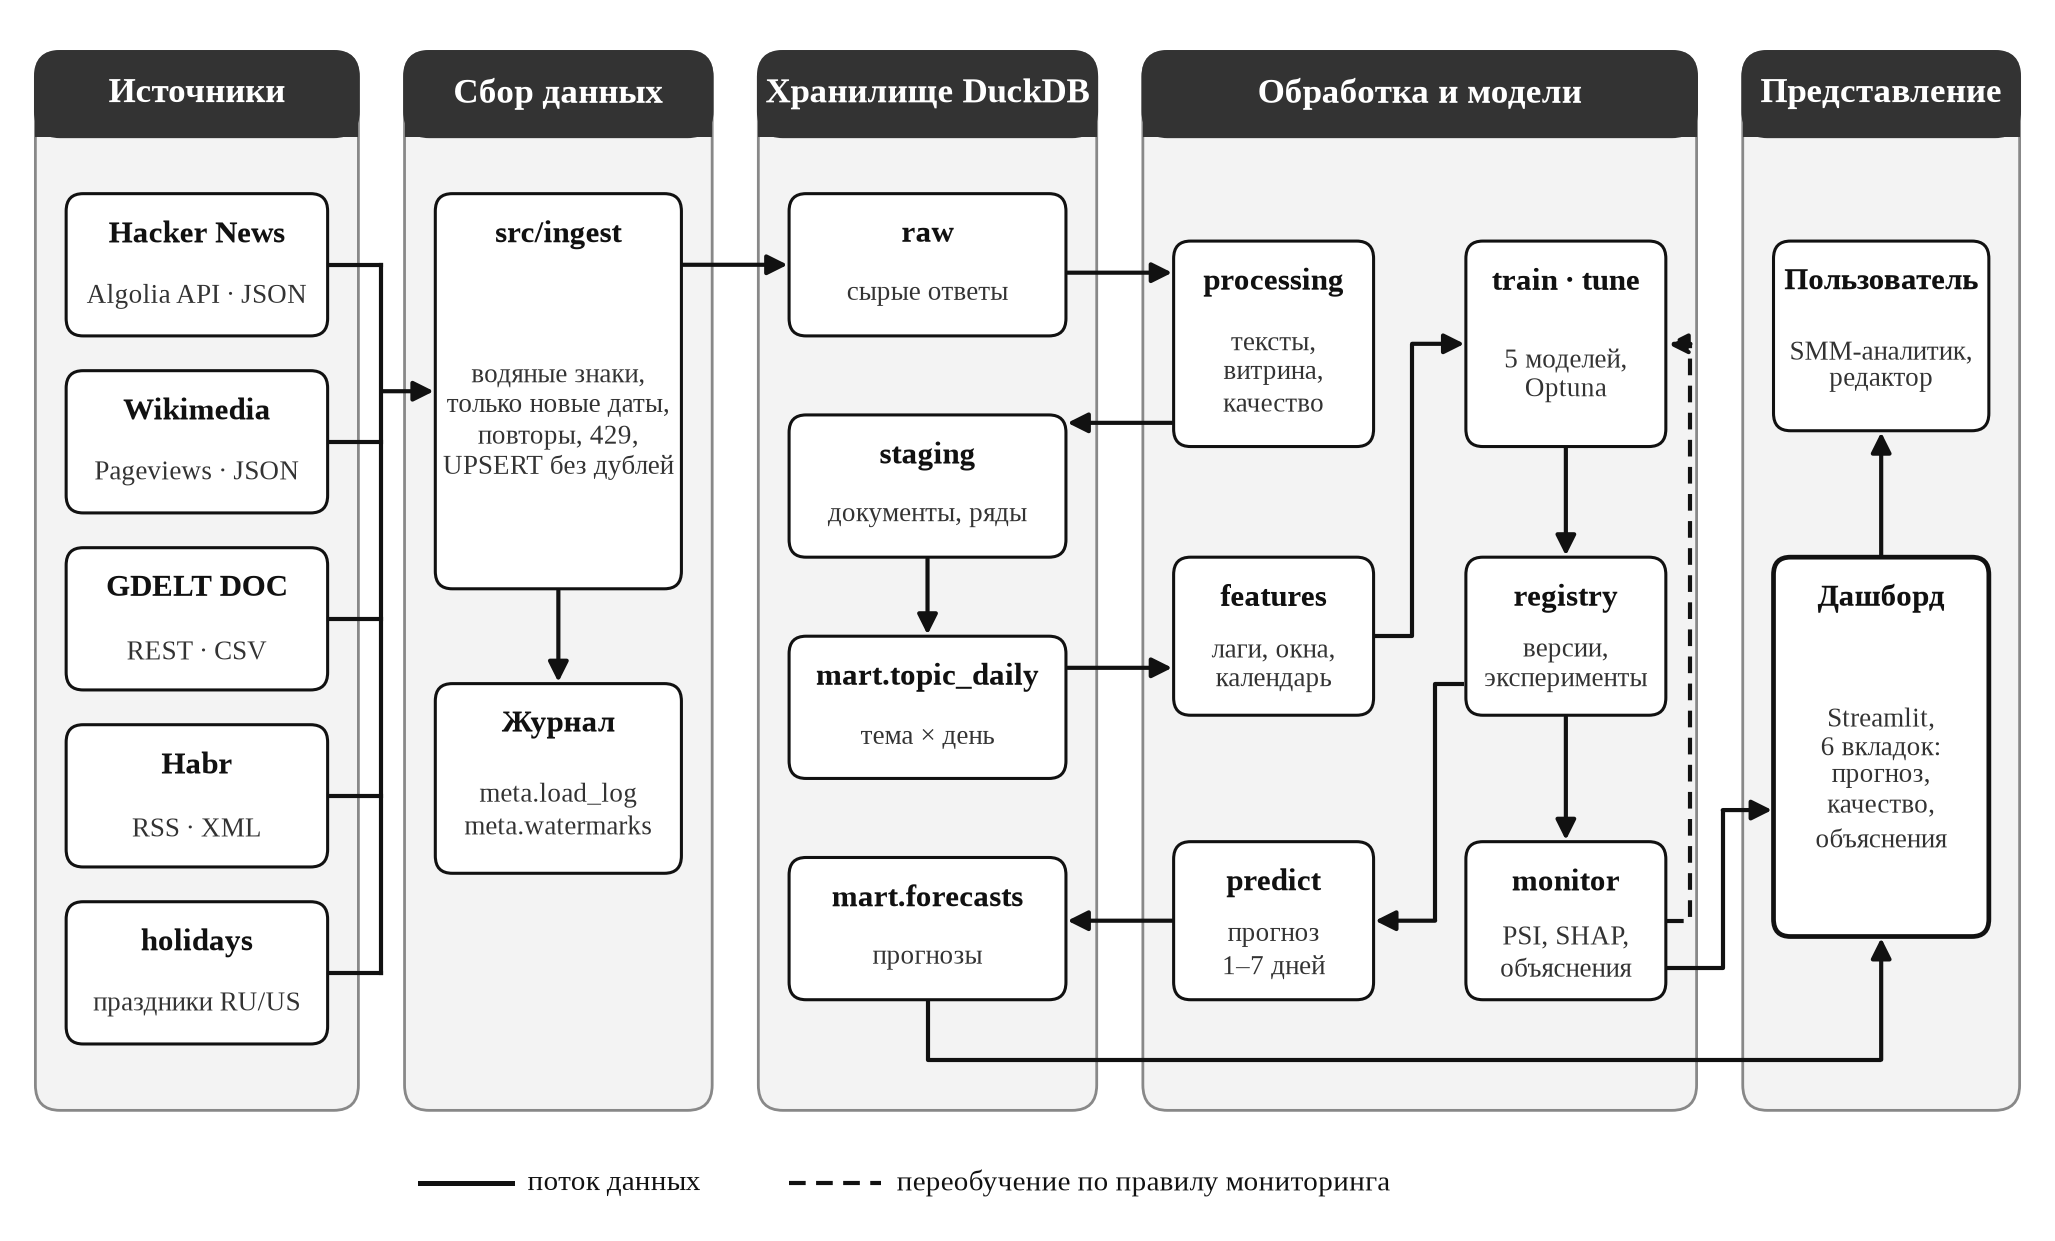 Источники
Hacker News
Algolia API · JSON
Wikimedia
Pageviews · JSON
GDELT DOC
REST · CSV
Habr
RSS · XML
holidays
праздники RU/US
Сбор данных
src/ingest
водяные знаки,
только новые даты,
повторы, 429,
UPSERT без дублей
Журнал
meta.load_log
meta.watermarks
Хранилище DuckDB
raw
сырые ответы
staging
документы, ряды
mart.topic_daily
тема × день
mart.forecasts
прогнозы
Обработка и модели
processing
тексты,
витрина,
качество
train · tune
5 моделей,
Optuna
features
лаги, окна,
календарь
registry
версии,
эксперименты
predict
прогноз
1–7 дней
monitor
PSI, SHAP,
объяснения
Представление
Пользователь
SMM-аналитик,
редактор
Дашборд
Streamlit,
6 вкладок:
прогноз,
качество,
объяснения
поток данных
переобучение по правилу мониторинга